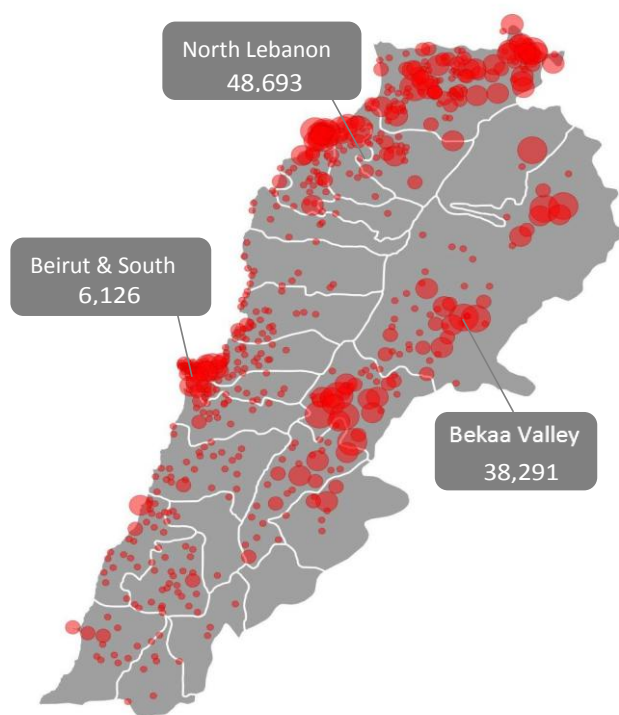 North Lebanon
48,693
Beirut & South
6,126
Bekaa Valley
38,291